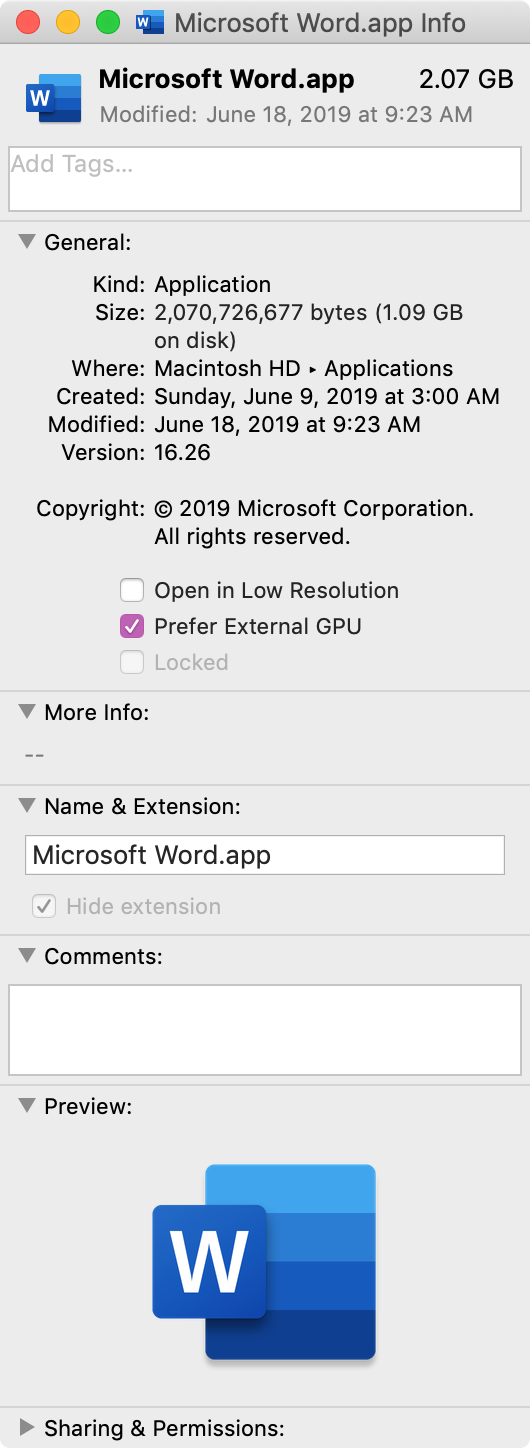 Microsoft Word.app Info
Microsoft Word.app 2.07 GB
Modified: June 18, 2019 at 9:23 AM
Add Tags...
General:
Kind: Application
Size: 2,070,726,677 bytes (1.09 GB
on disk)
Where: Macintosh HD ▸ Applications
Created: Sunday, June 9, 2019 at 3:00 AM
Modified: June 18, 2019 at 9:23 AM
Version: 16.26
Copyright: © 2019 Microsoft Corporation.
All rights reserved.
Open in Low Resolution
Prefer External GPU
Locked
More Info:
--
Name & Extension:
Microsoft Word.app
Hide extension
Comments:
Preview:
W
Sharing & Permissions: